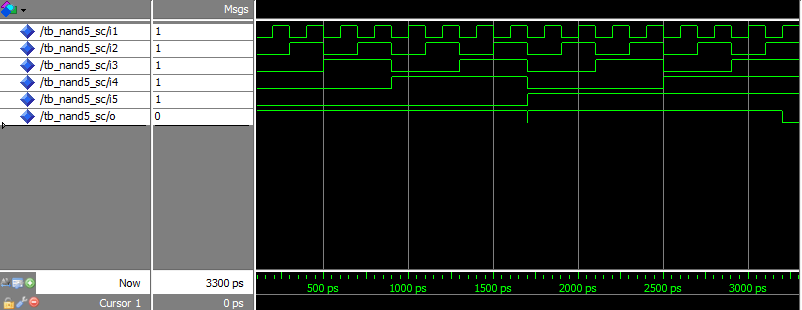 Msgs
/tb_nand5_sc/i1 1
/tb_nand5_sc/i2 1
/tb_nand5_sc/i3 1
/tb_nand5_sc/i4 1
/tb_nand5_sc/i5 1
/tb_nand5_sc/o 0
Now 3300 ps 500 ps 1000 ps 1500 ps 2000 ps 2500 ps 3000 ps
Cursor 1 0 ps